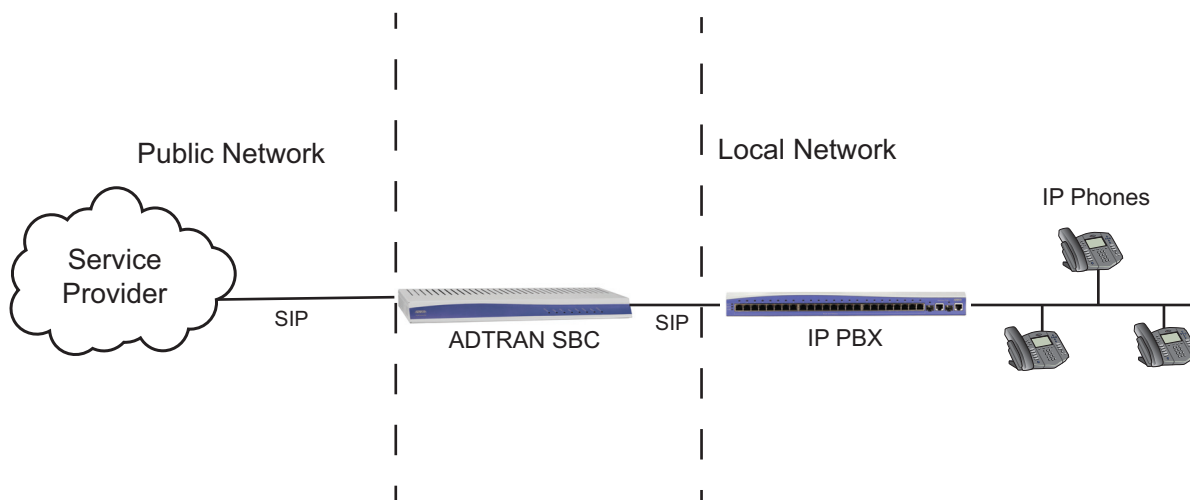 Public Network
Local Network
IP Phones
Service
Provider
SIP
ADTRAN SBC
SIP
IP PBX